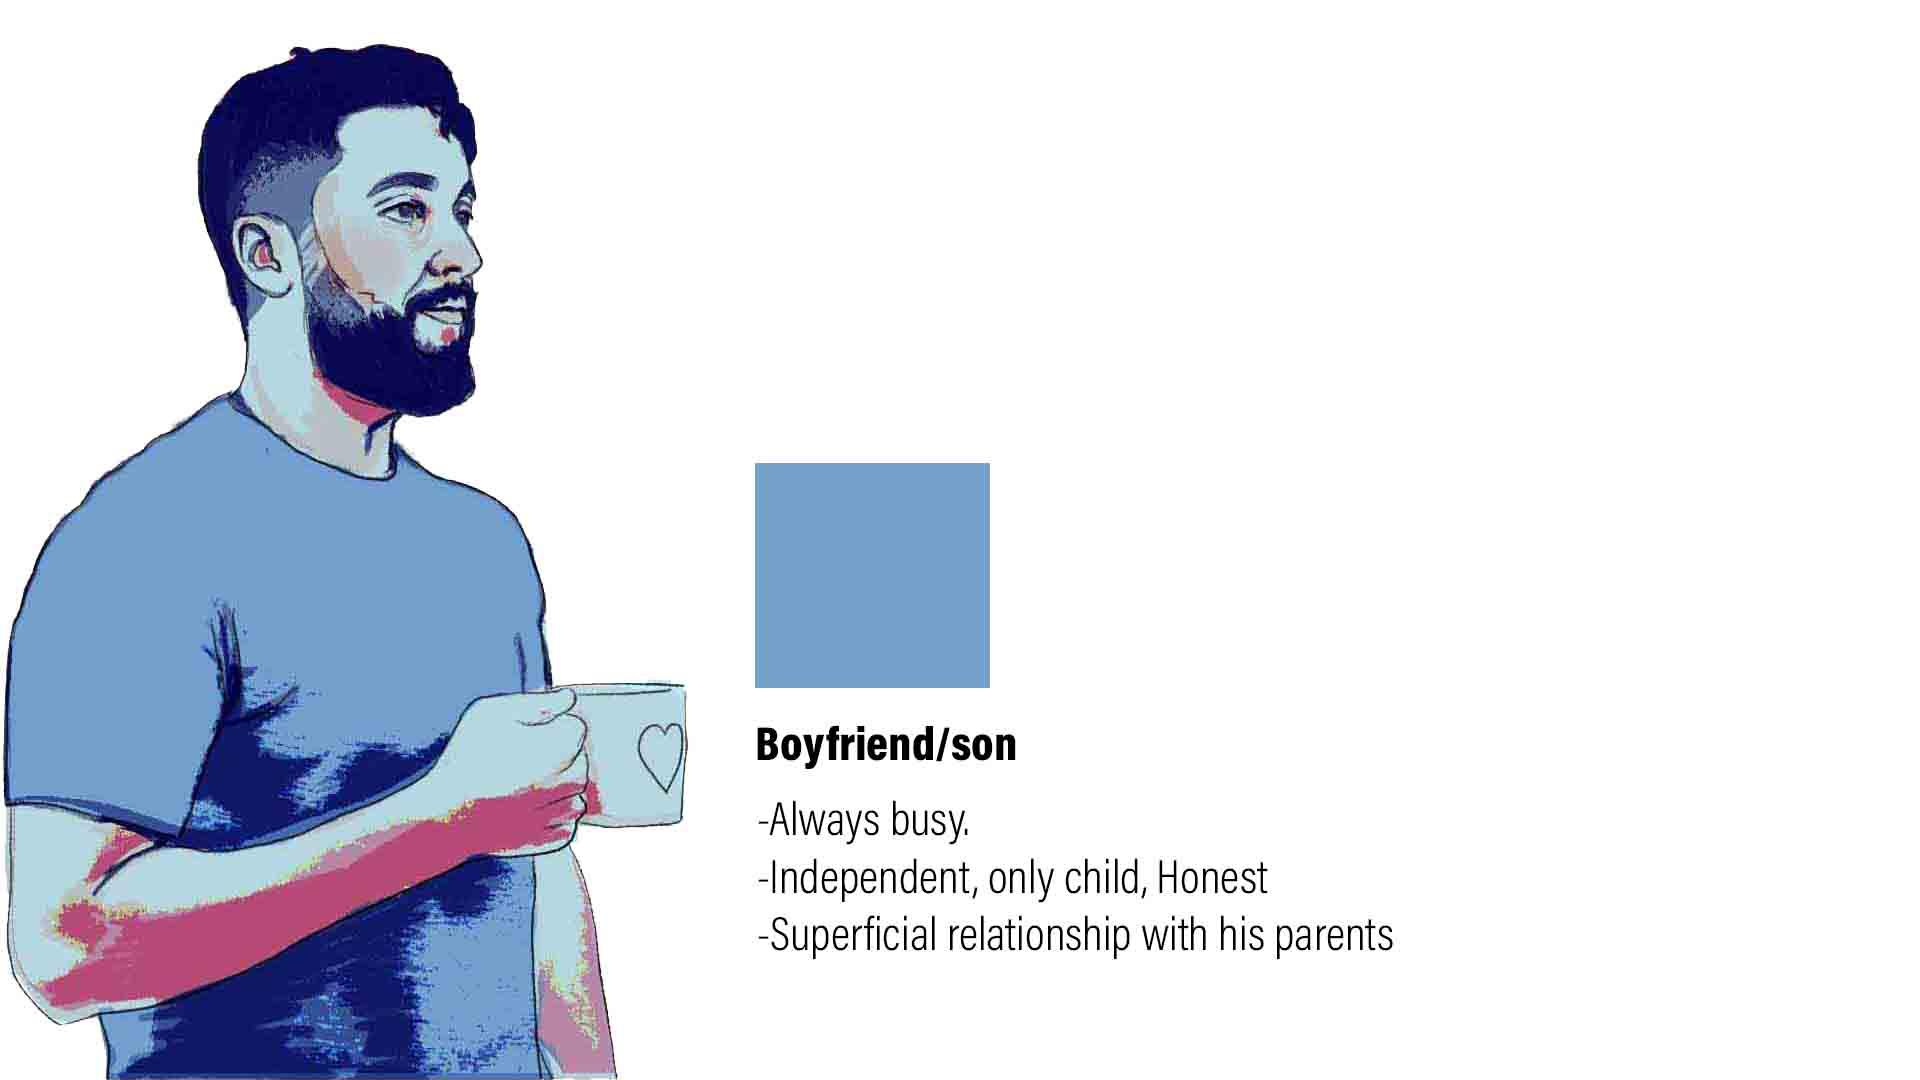 Boyfriend/son
-Always busy.
-Independent, only child, Honest
-Superficial relationship with his parents